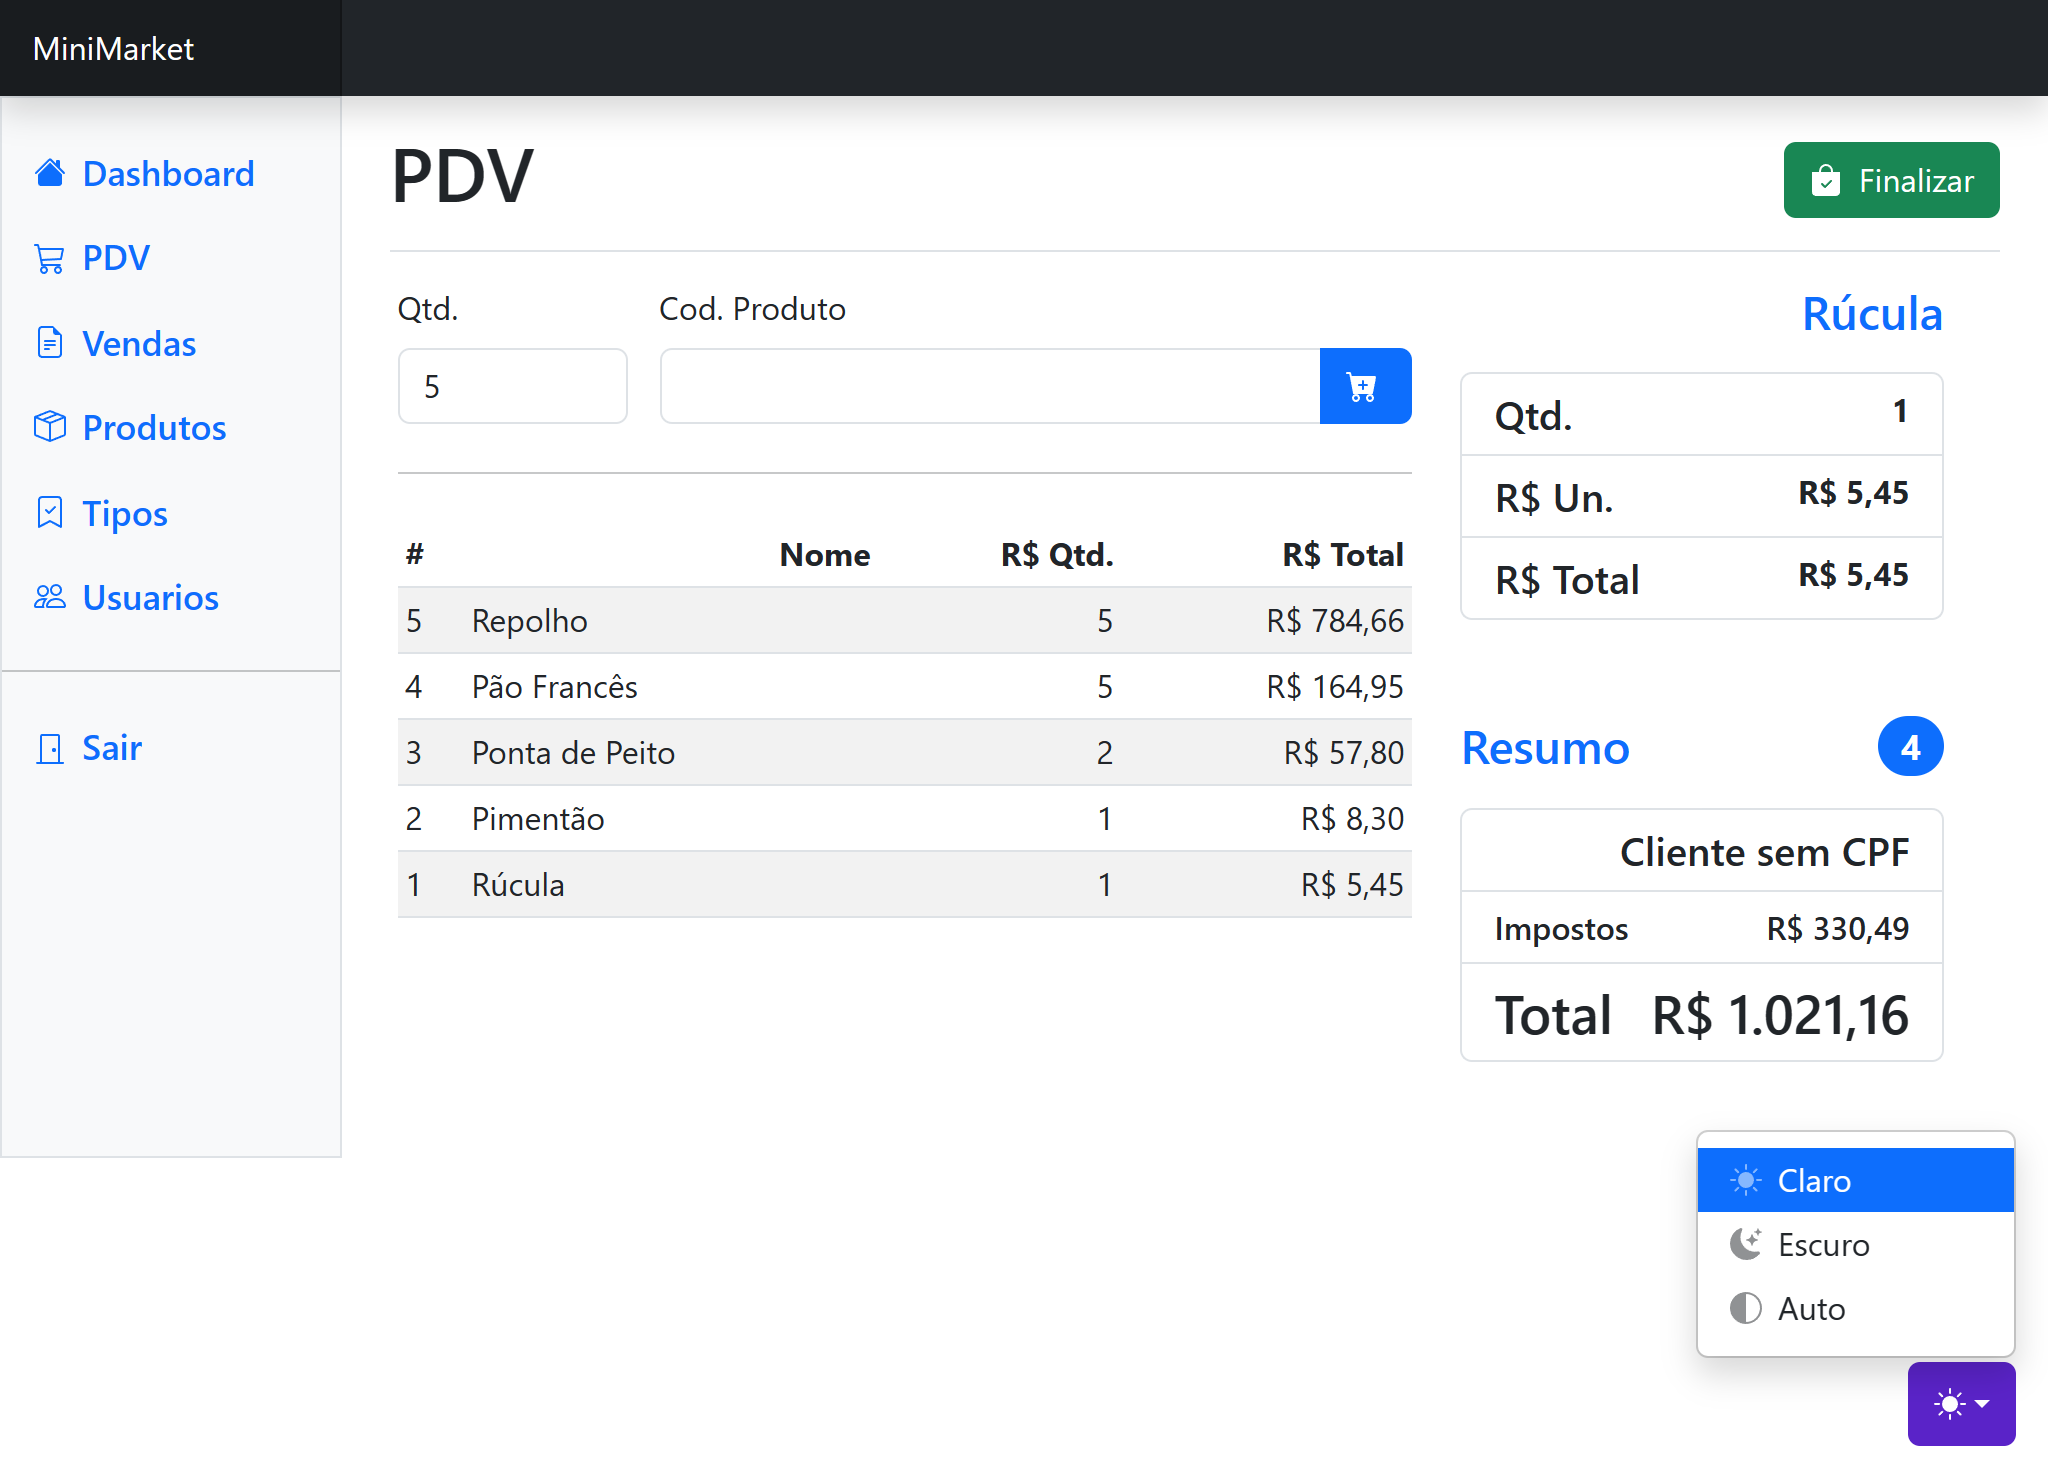 MiniMarket
Dashboard
PDV
Vendas
Produtos
Tipos
Usuarios
Sair
PDV
Finalizar
Qtd.
Cod. Produto
5
# Nome R$ Qtd. R$ Total
5 Repolho 5 R$ 784,66
4 Pão Francês 5 R$ 164,95
3 Ponta de Peito 2 R$ 57,80
2 Pimentão 1 R$ 8,30
1 Rúcula 1 R$ 5,45
Rúcula
Qtd. 1
R$ Un. R$ 5,45
R$ Total R$ 5,45
Resumo 4
Cliente sem CPF
Impostos R$ 330,49
Total R$ 1.021,16
Claro
Escuro
Auto